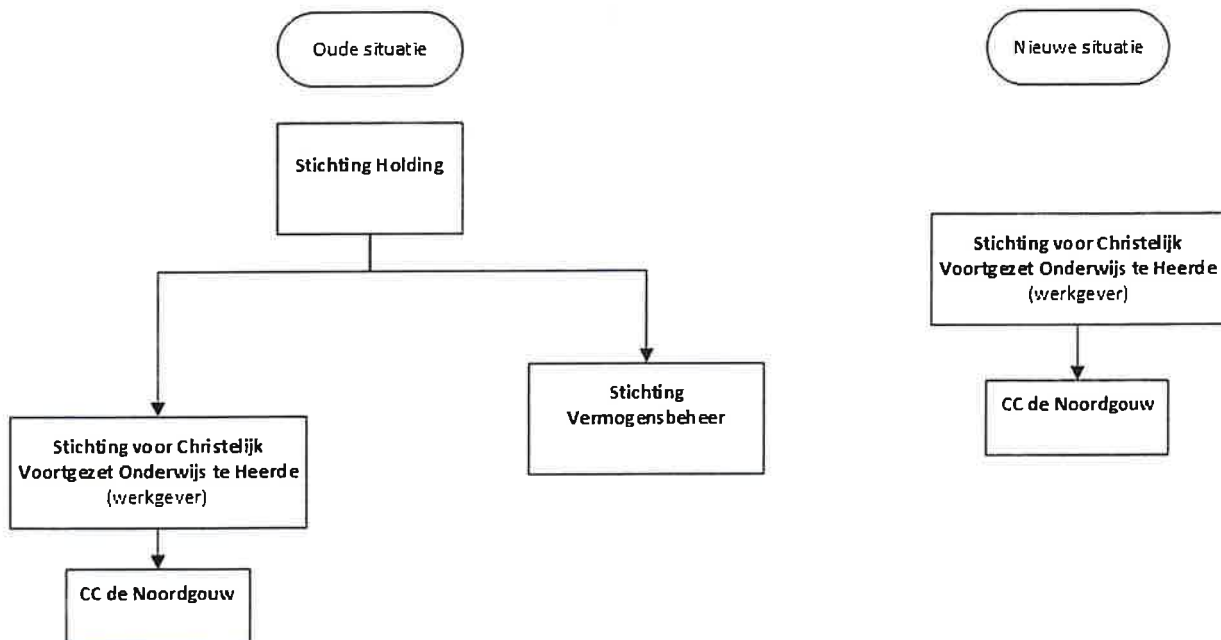 Oude situatie
Nieuwe situatie
Stichting Holding
Stichting voor Christelijk
Voortgezet Onderwijs te Heerde
(werkgever)
Stichting
Vermogensbeheer
CC de Noordgouw
Stichting voor Christelijk
Voortgezet Onderwijs te Heerde
(werkgever)
CC de Noordgouw